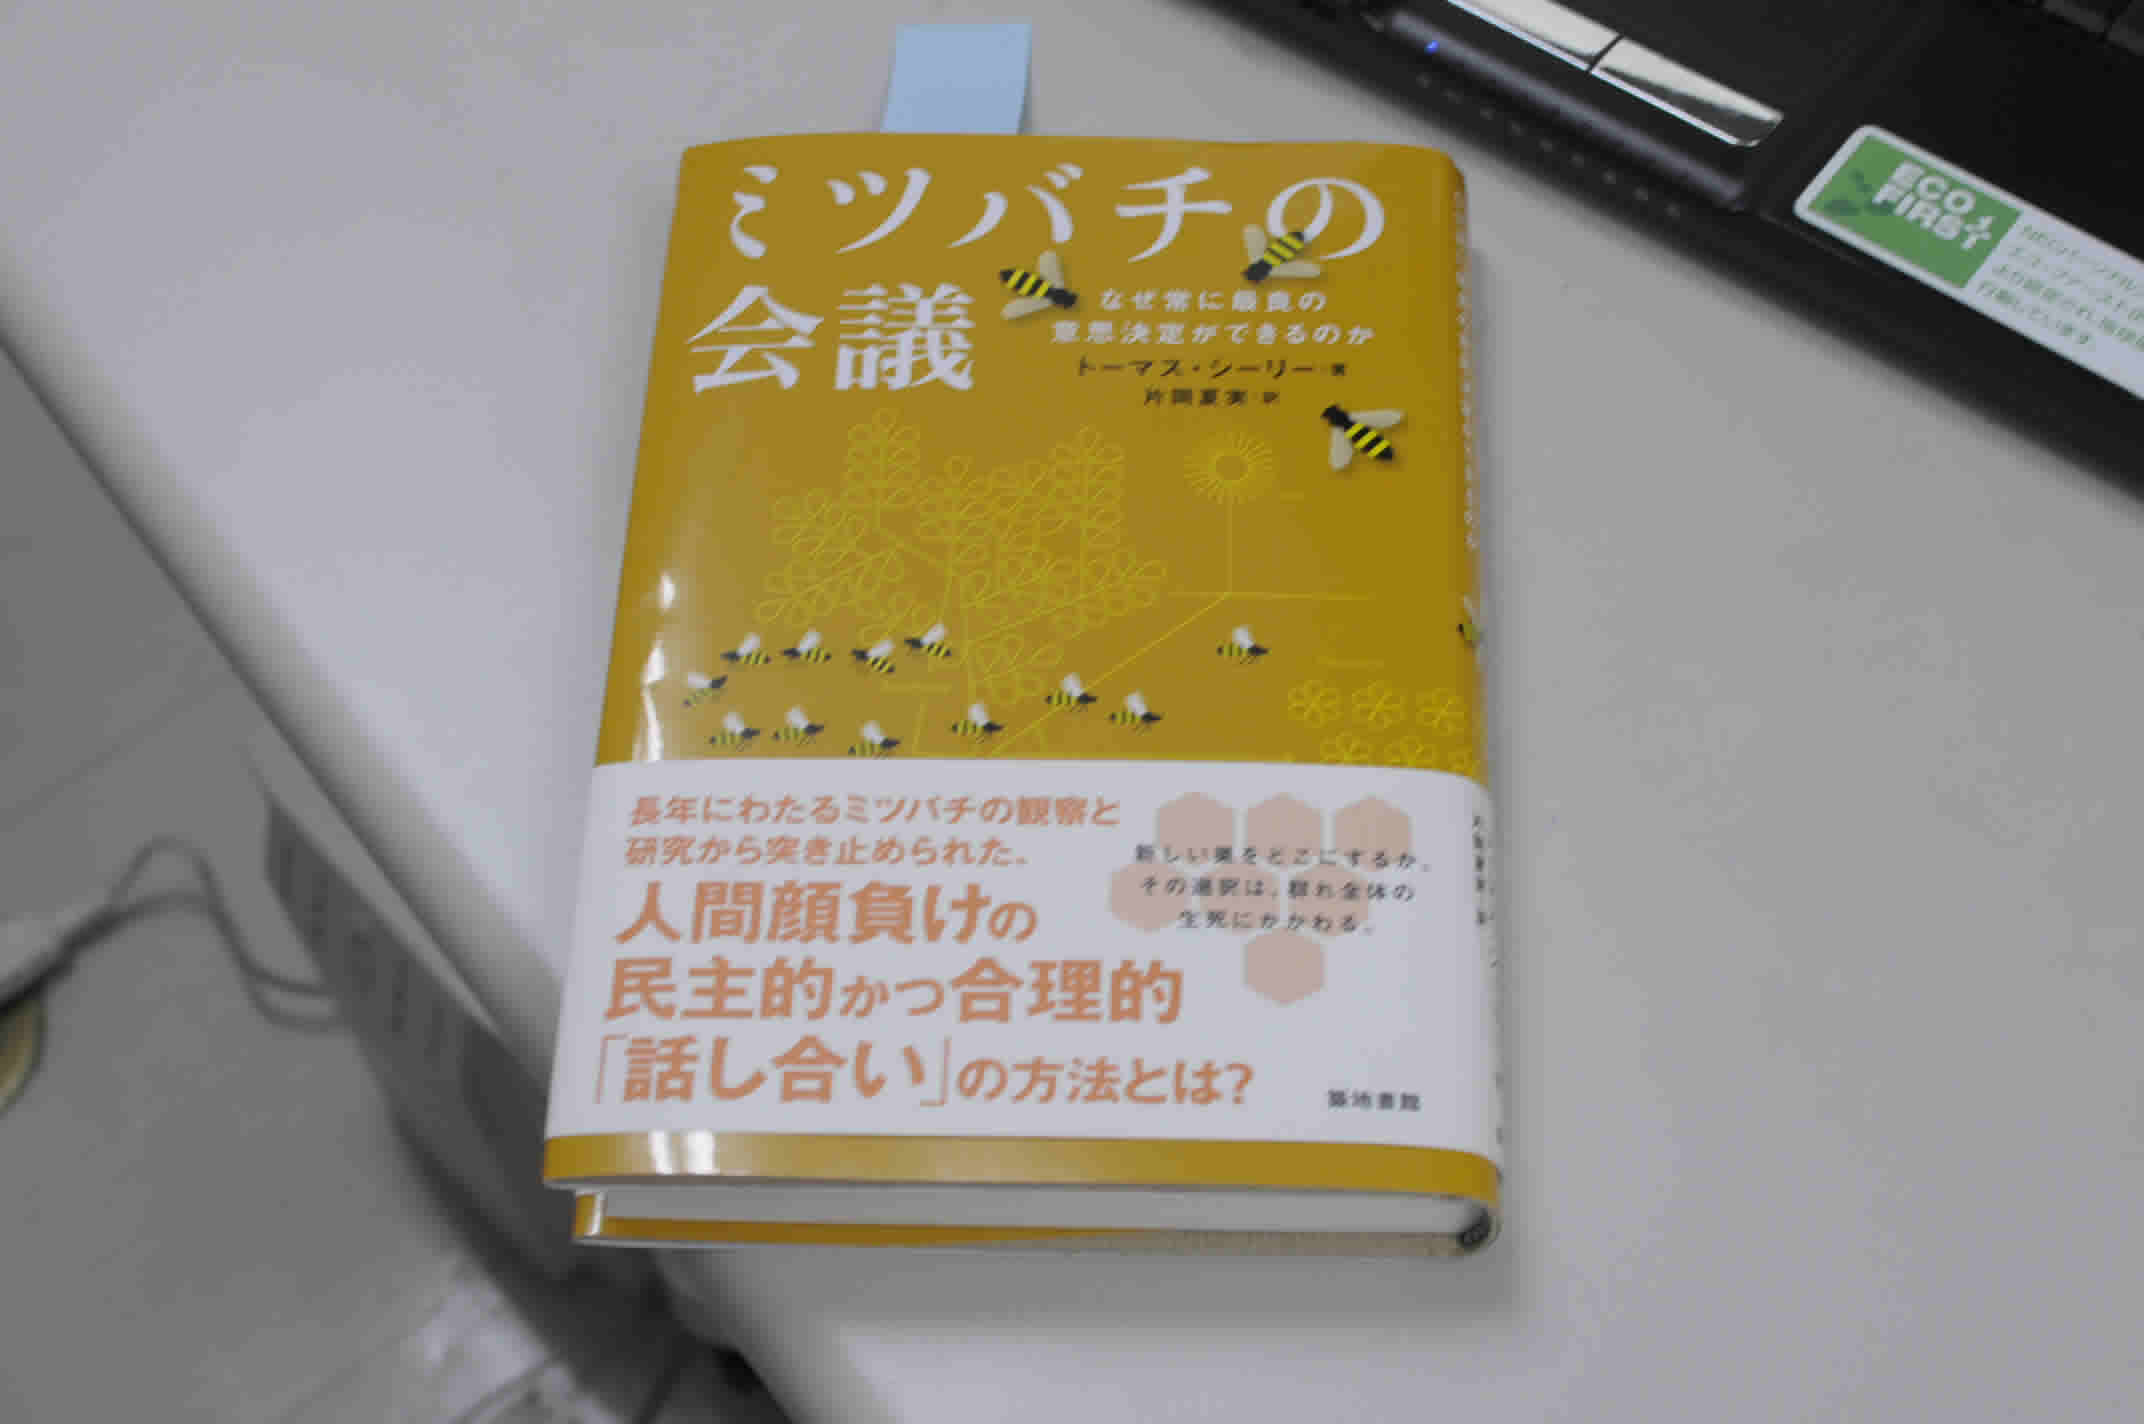 ミツバチの
会議
なぜ常に最良の
意思決定ができるのか
トーマス・シーリー 著
片岡夏実 訳
長年にわたるミツバチの観察と
研究から突き止められた、
人間顔負けの
民主的かつ合理的
「話し合い」の方法とは?
新しい巣をどこにするか。
その選択は、群れ全体の
生死にかかわる。
築地書館
ECO
FIRST